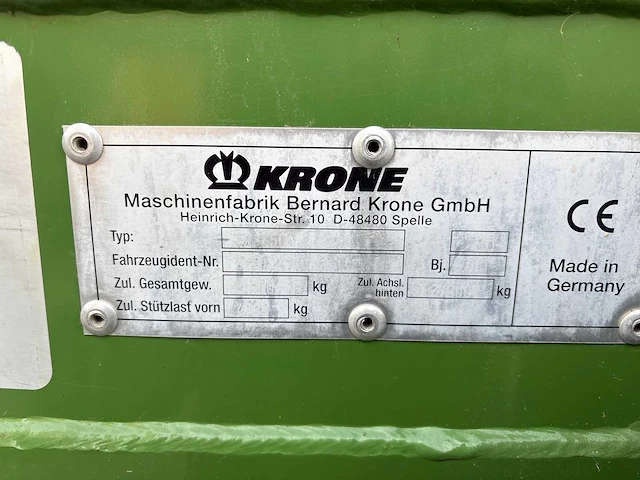 KRONE
Maschinenfabrik Bernard Krone GmbH
Heinrich-Krone-Str. 10 D-48480 Spelle
Typ:
Fahrzeugident-Nr. Bj.
Zul. Gesamtgew. kg Zul. Achsl. hinten kg
Zul. Stützlast vorn kg
CE
Made in
Germany